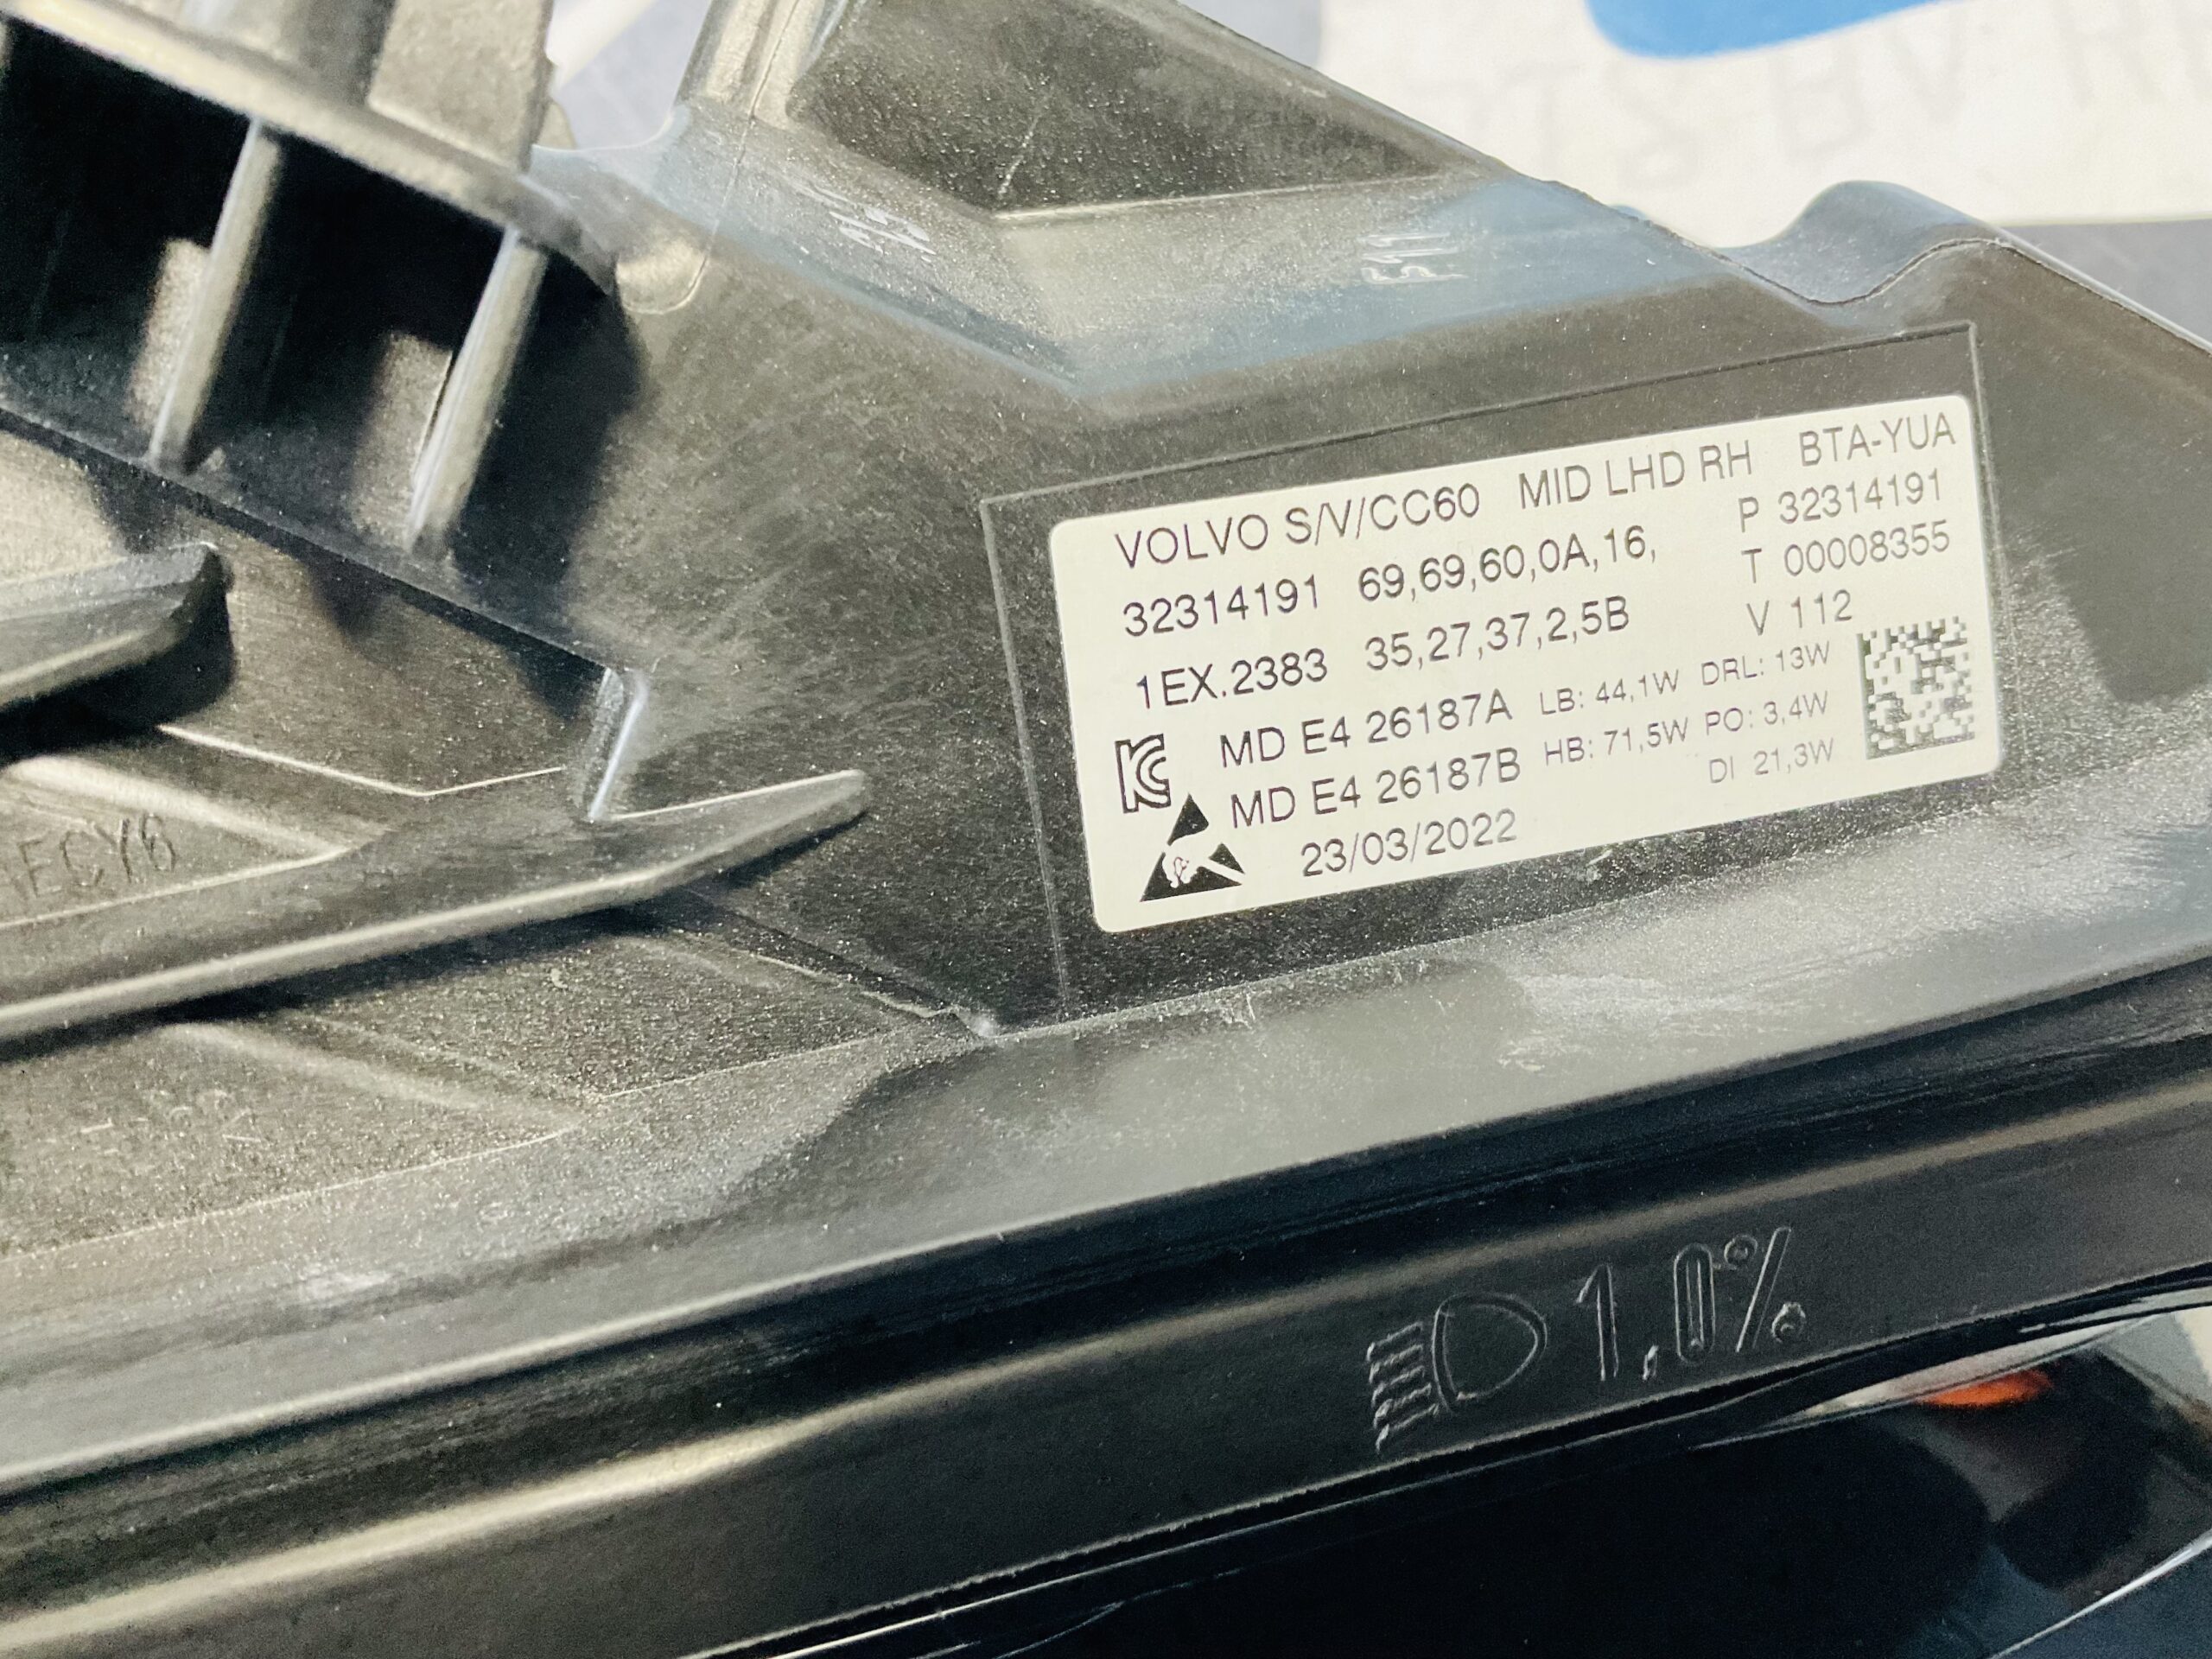 VOLVO S/V/CC60 MID LHD RH BTA-YUA
32314191 69,69,60,0A,16, P 32314191
T 00008355
1EX.2383 35,27,37,2,5B V 112
MD E4 26187A LB: 44,1W DRL: 13W
MD E4 26187B HB: 71,5W PO: 3,4W
DI 21,3W
23/03/2022
1,0%